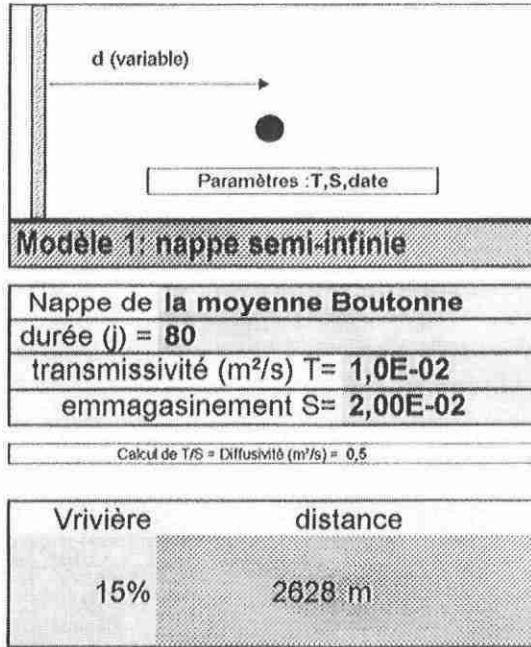 d (variable)
Paramètres :T,S,date
Modèle 1: nappe semi-infinie
Nappe de la moyenne Boutonne
durée (j) = 80
transmissivité (m²/s) T= 1,0E-02
emmagasinement S= 2,00E-02
Calcul de T/S = Diffusivité (m²/s) = 0,5
Vrivière distance
15% 2628 m